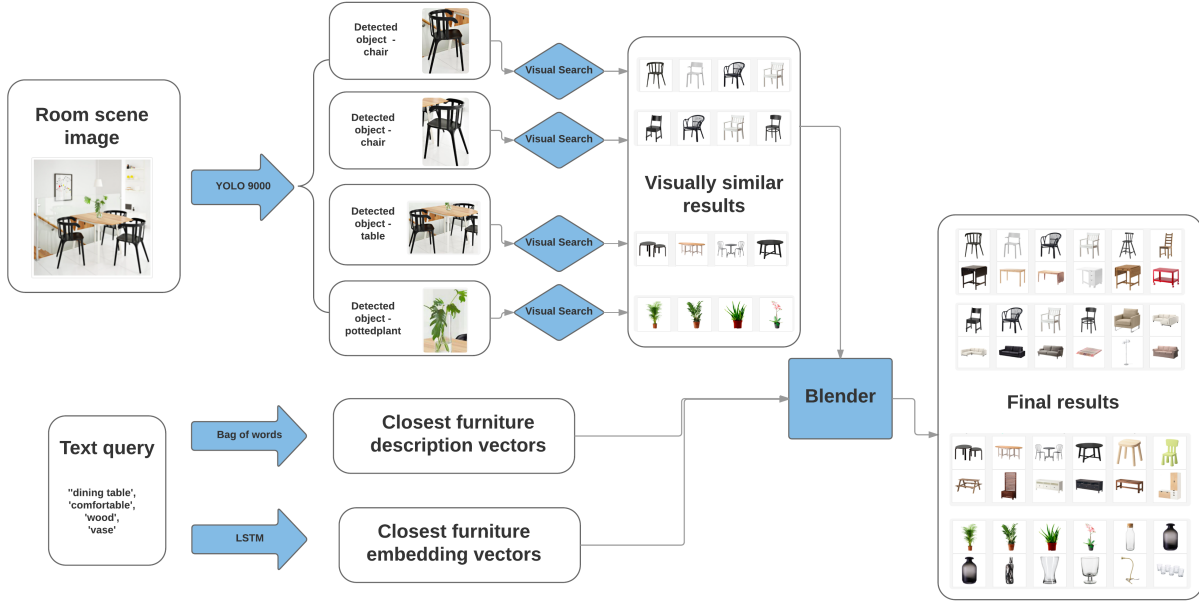 Room scene
image
YOLO 9000
Detected
object  -
chair
Visual Search
Detected
object -
chair
Visual Search
Detected
object -
table
Visual Search
Detected
object -
pottedplant
Visual Search
Visually similar
results
Text query
"dining table',
'comfortable',
'wood',
'vase'
Bag of words
Closest furniture
description vectors
LSTM
Closest furniture
embedding vectors
Blender
Final results